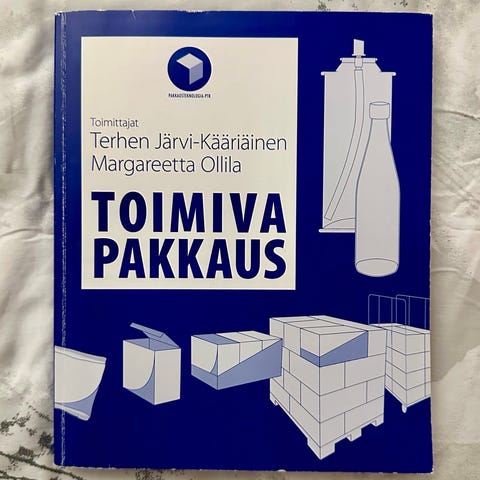 PAKKAUSTEKNOLOGIA-PTR
Toimittajat
Terhen Järvi-Kääriäinen
Margareetta Ollila
TOIMIVA
PAKKAUS